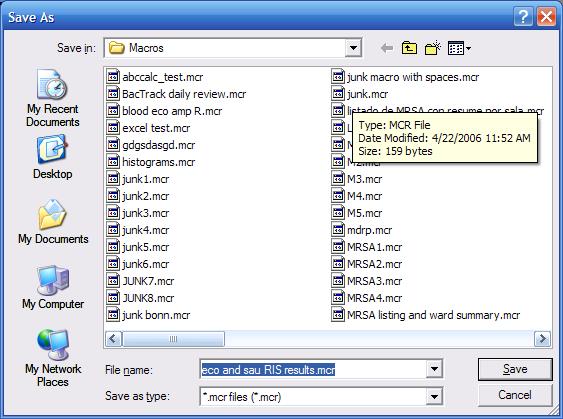 Save As
Save in:
Macros
My Recent
Documents
Desktop
My Documents
My Computer
My Network
Places
abccalc_test.mcr
BacTrack daily review.mcr
blood eco amp R.mcr
excel test.mcr
gdgsdasgd.mcr
histograms.mcr
junk1.mcr
junk2.mcr
junk3.mcr
junk4.mcr
junk5.mcr
junk6.mcr
JUNK7.mcr
JUNK8.mcr
junk bonn.mcr
junk macro with spaces.mcr
junk.mcr
listado de MRSA con resume por sala.mcr
Type: MCR File
Date Modified: 4/22/2006 11:52 AM
Size: 159 bytes
M3.mcr
M4.mcr
M5.mcr
mdrp.mcr
MRSA1.mcr
MRSA2.mcr
MRSA3.mcr
MRSA4.mcr
MRSA listing and ward summary.mcr
File name:
eco and sau RIS results.mcr
Save
Save as type:
*.mcr files (*.mcr)
Cancel